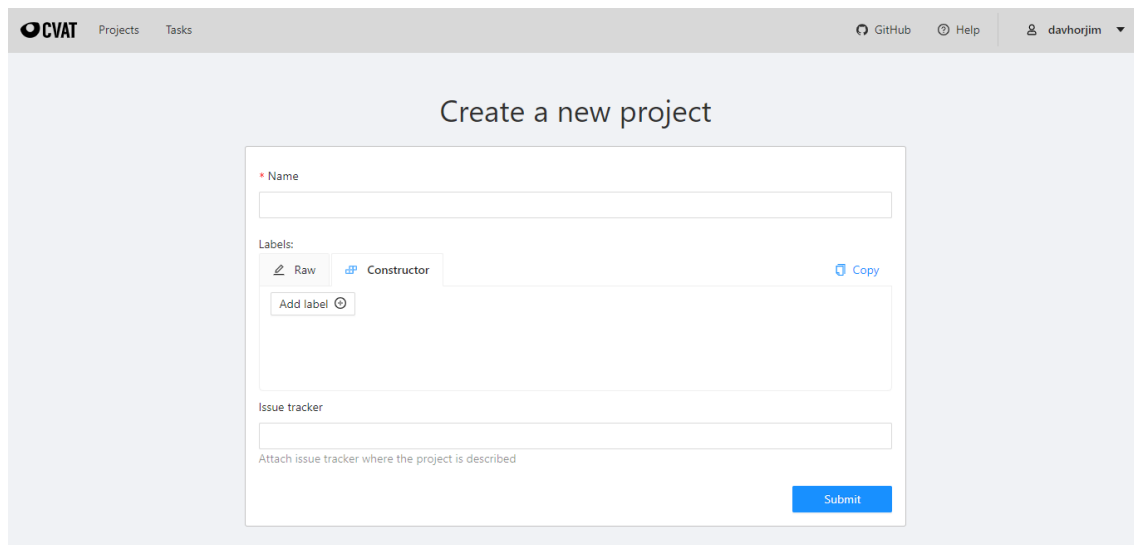 CVAT Projects Tasks GitHub Help davhorjim
Create a new project
* Name
Labels:
Raw Constructor Copy
Add label
Issue tracker
Attach issue tracker where the project is described
Submit